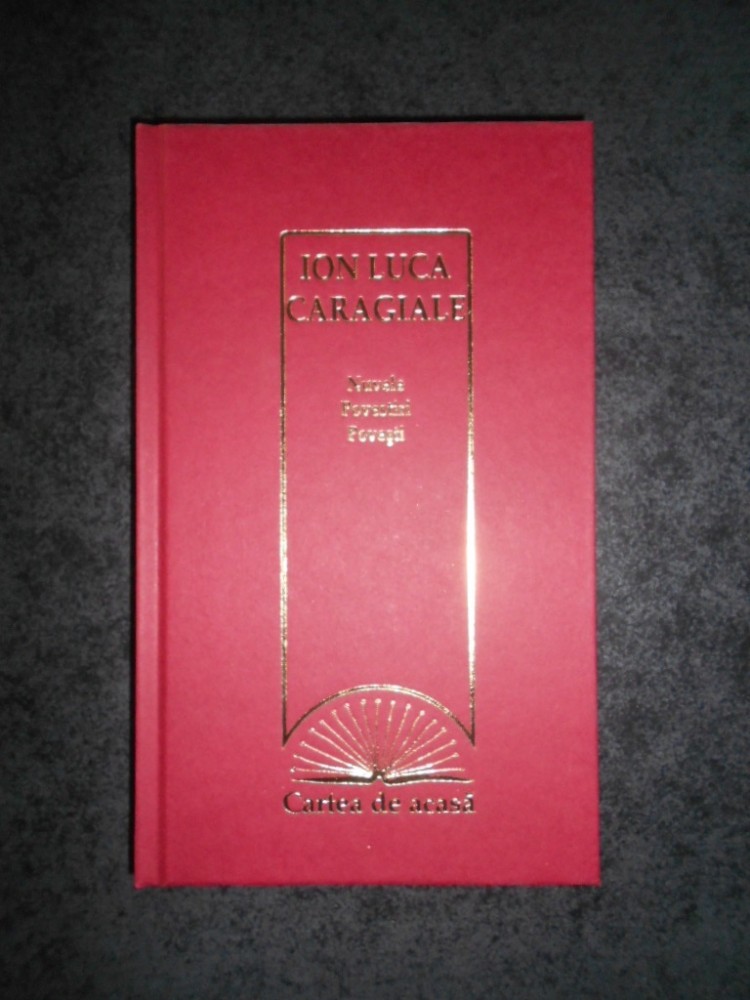 ION LUCA
CARAGIALE
Nuvele
Povestiri
Povești
Cartea de acasă